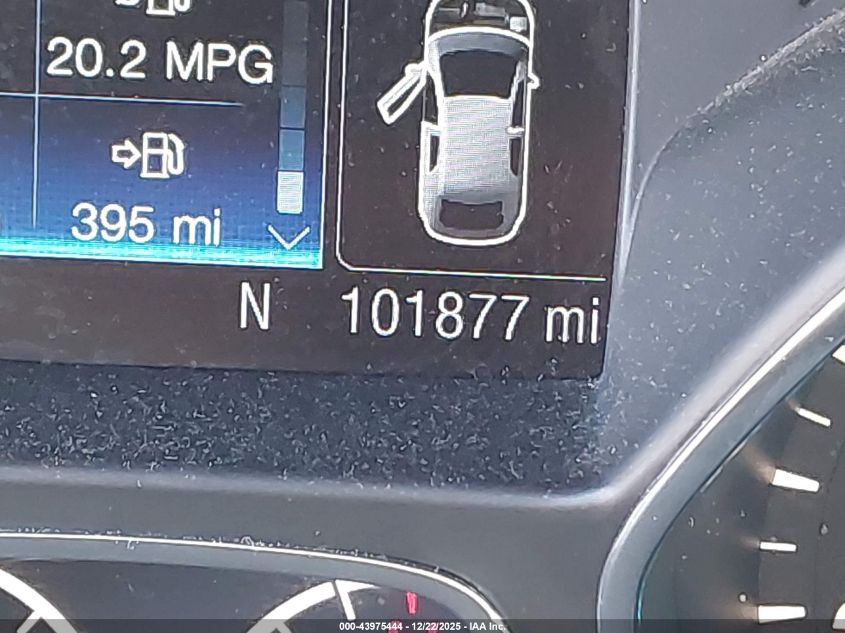 20.2 MPG
395 mi
N 101877 mi
000-43975444 - 12/22/2025 - IAA Inc.